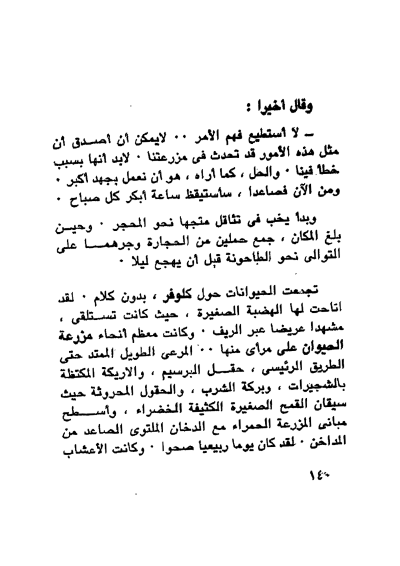 وقال أخيرا :
ــ لا أستطيع فهم الأمر ٠٠ لايمكن أن أصدق أن
مثل هذه الأمور قد تحدث فى مزرعتنا ٠ لابد أنها بسبب
خطأ فينا ٠ والحل ، كما أراه ، هو أن نعمل بجهد أكبر ٠
ومن الآن فصاعدا ، سأستيقظ ساعة أبكر كل صباح ٠
وبدأ يخب فى تثاقل متجها نحو المحجر ٠ وحين
بلغ المكان ، جمع حملين من الحجارة وجرهما على
التوالى نحو الطاحونة قبل أن يهجع ليلا ٠
تجمعت الحيوانات حول كلوفر ، بدون كلام ٠ لقد
اتاحت لها الهضبة الصغيرة ، حيث كانت تستلقى ،
مشهدا عريضا عبر الريف ٠ وكانت معظم أنحاء مزرعة
الحيوان على مرأى منها ٠٠ المرعى الطويل الممتد حتى
الطريق الرئيسى ، حقل البرسيم ، والاريكة المكتظة
بالشجيرات ، وبركة الشرب ، والحقول المحروثة حيث
سيقان القمح الصغيرة الكثيفة الخضراء ، وأسطح
مبانى المزرعة الحمراء مع الدخان الملتوى الصاعد من
المداخن ٠ لقد كان يوما ربيعيا صحوا ٠ وكانت الأعشاب
١٤٠